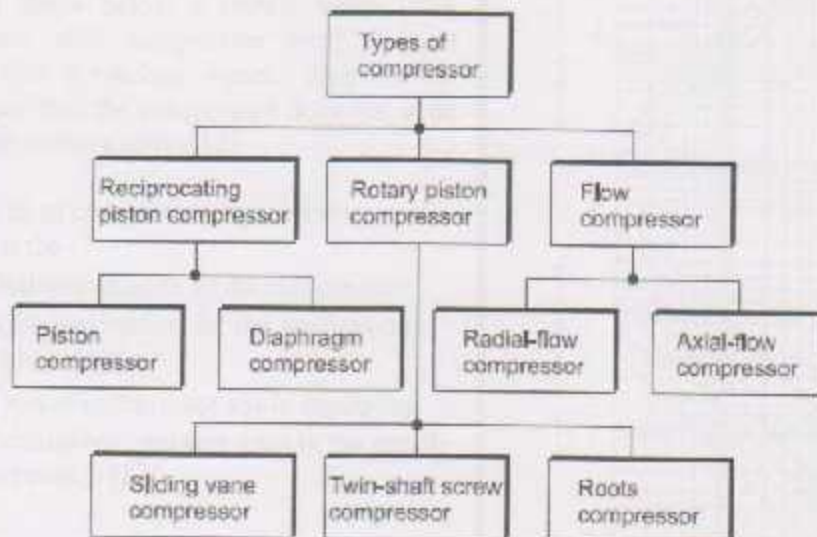 Types of
compressor
Reciprocating
piston compressor
Rotary piston
compressor
Flow
compressor
Piston
compressor
Diaphragm
compressor
Radial-flow
compressor
Axial-flow
compressor
Sliding vane
compressor
Twin-shaft screw
compressor
Roots
compressor